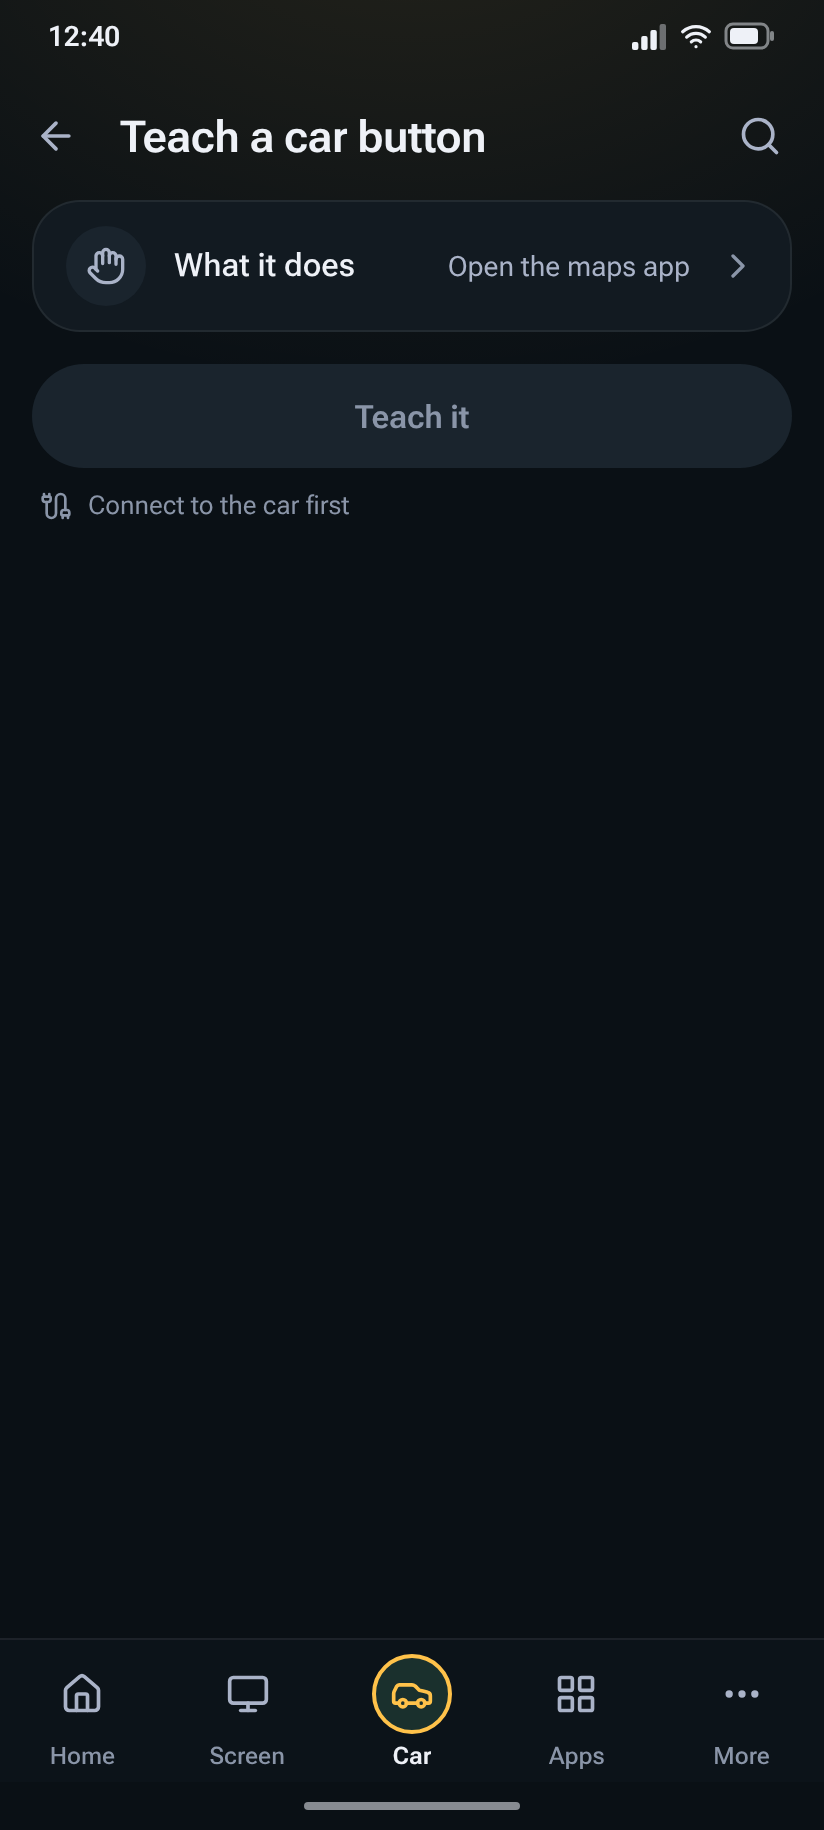 12:40
Teach a car button
What it does
Open the maps app
Teach it
Connect to the car first
Home
Screen
Car
Apps
More